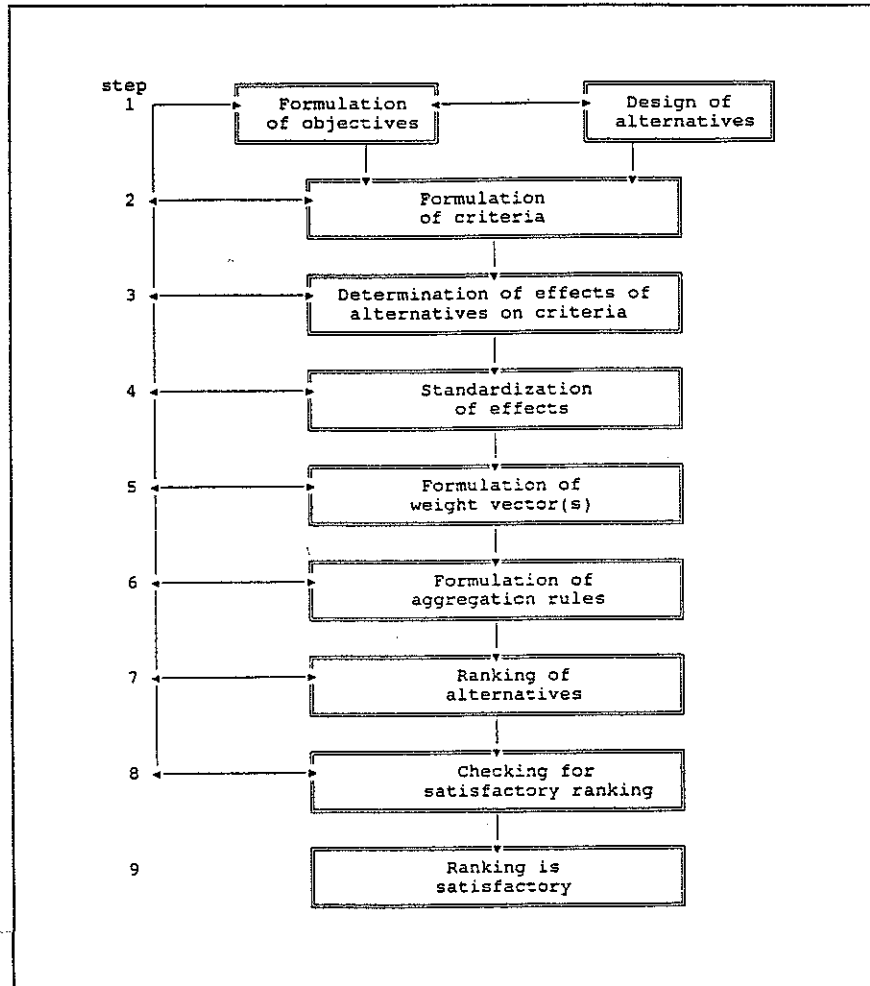 step
1
Formulation
of objectives
Design of
alternatives
2
Formulation
of criteria
3
Determination of effects of
alternatives on criteria
4
Standardization
of effects
5
Formulation of
weight vector(s)
6
Formulation of
aggregation rules
7
Ranking of
alternatives
8
Checking for
satisfactory ranking
9
Ranking is
satisfactory